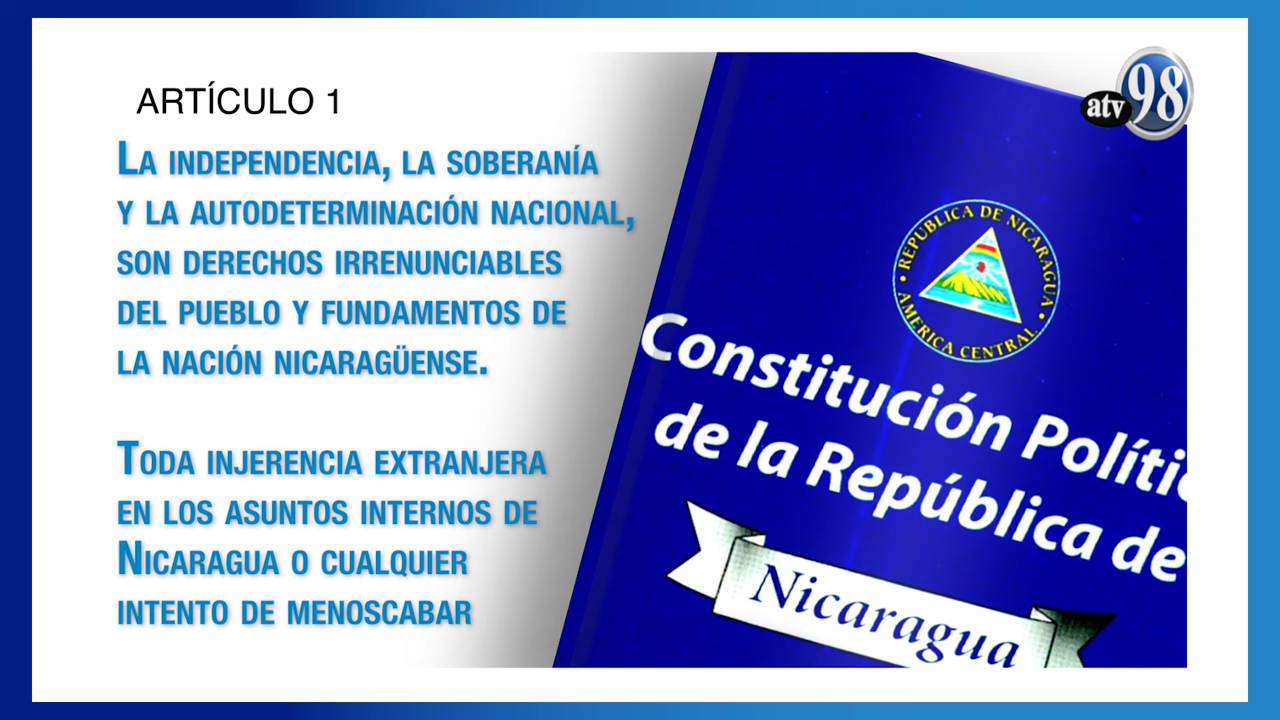 ARTÍCULO 1
LA INDEPENDENCIA, LA SOBERANÍA
Y LA AUTODETERMINACIÓN NACIONAL,
SON DERECHOS IRRENUNCIABLES
DEL PUEBLO Y FUNDAMENTOS DE
LA NACIÓN NICARAGÜENSE.
TODA INJERENCIA EXTRANJERA
EN LOS ASUNTOS INTERNOS DE
NICARAGUA O CUALQUIER
INTENTO DE MENOSCABAR
atv 98
REPUBLICA DE NICARAGUA
AMERICA CENTRAL
Constitución Políti
de la República de
Nicaragua